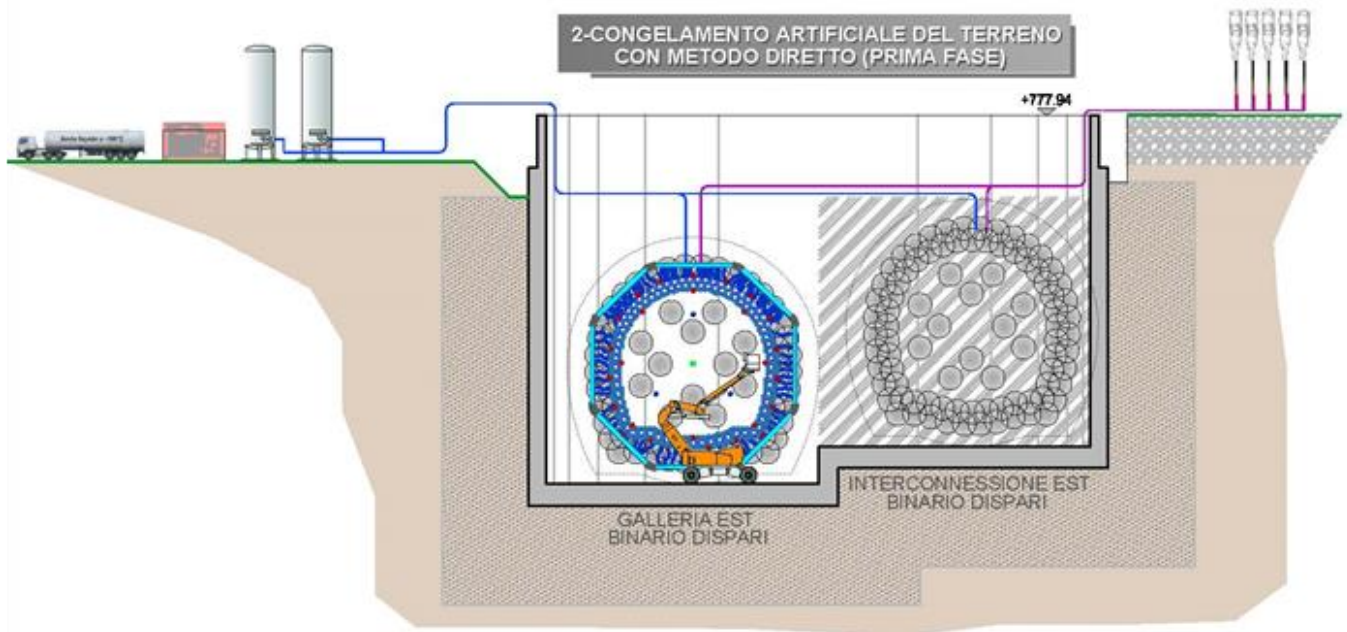 2-CONGELAMENTO ARTIFICIALE DEL TERRENO
CON METODO DIRETTO (PRIMA FASE)
+777.94
INTERCONNESSIONE EST
BINARIO DISPARI
GALLERIA EST
BINARIO DISPARI